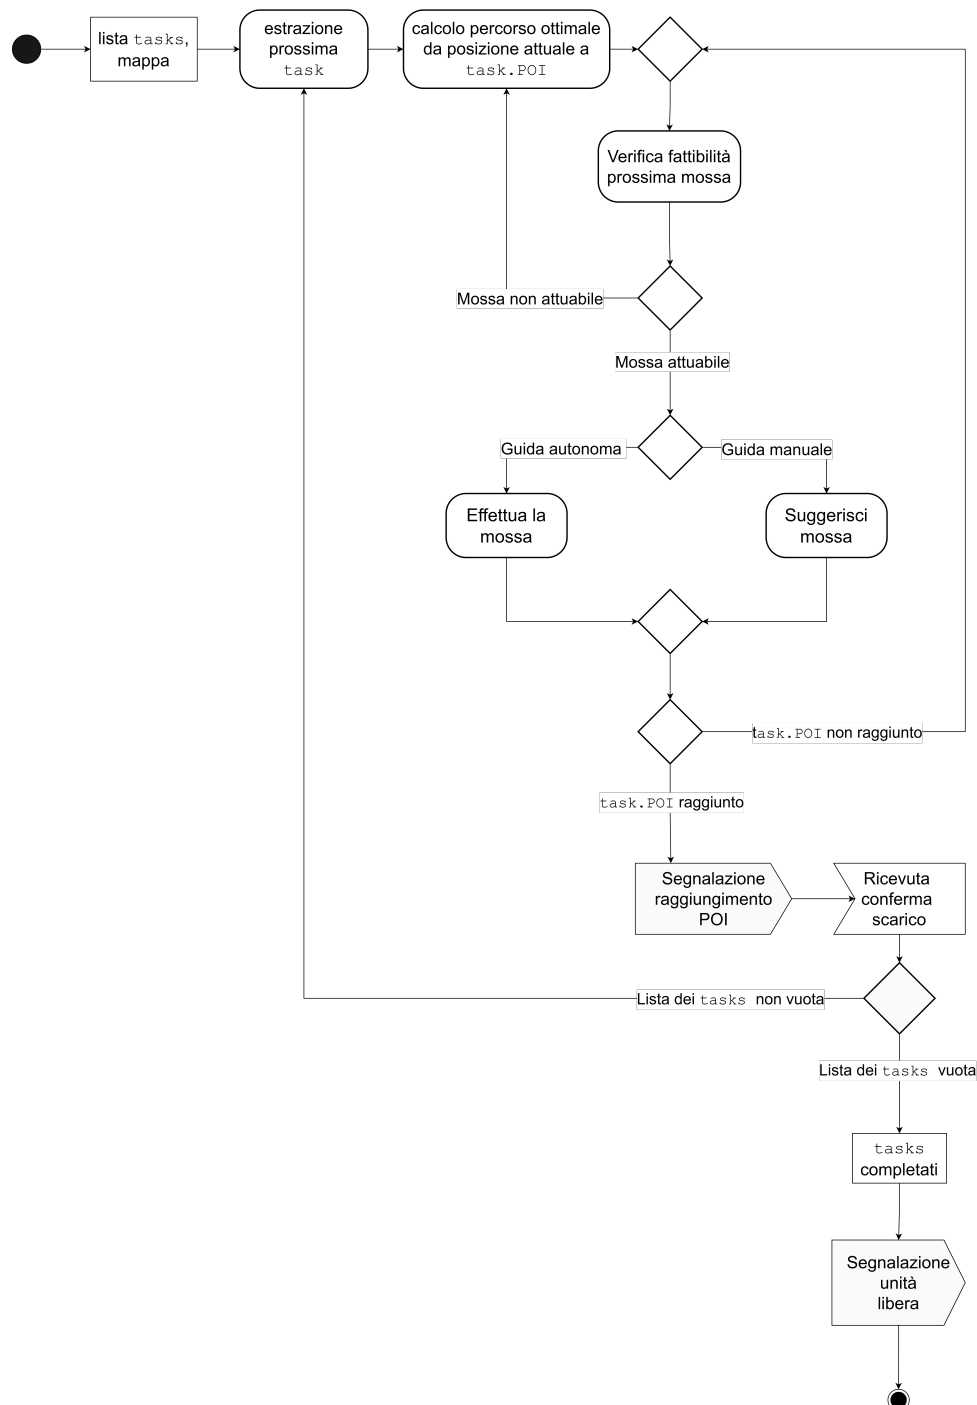 lista tasks,
mappa
estrazione
prossima
task
calcolo percorso ottimale
da posizione attuale a
task.POI
Verifica fattibilità
prossima mossa
Mossa non attuabile
Mossa attuabile
Guida autonoma
Guida manuale
Effettua la
mossa
Suggerisci
mossa
task.POI non raggiunto
task.POI raggiunto
Segnalazione
raggiungimento
POI
Ricevuta
conferma
scarico
Lista dei tasks non vuota
Lista dei tasks vuota
tasks
completati
Segnalazione
unità
libera